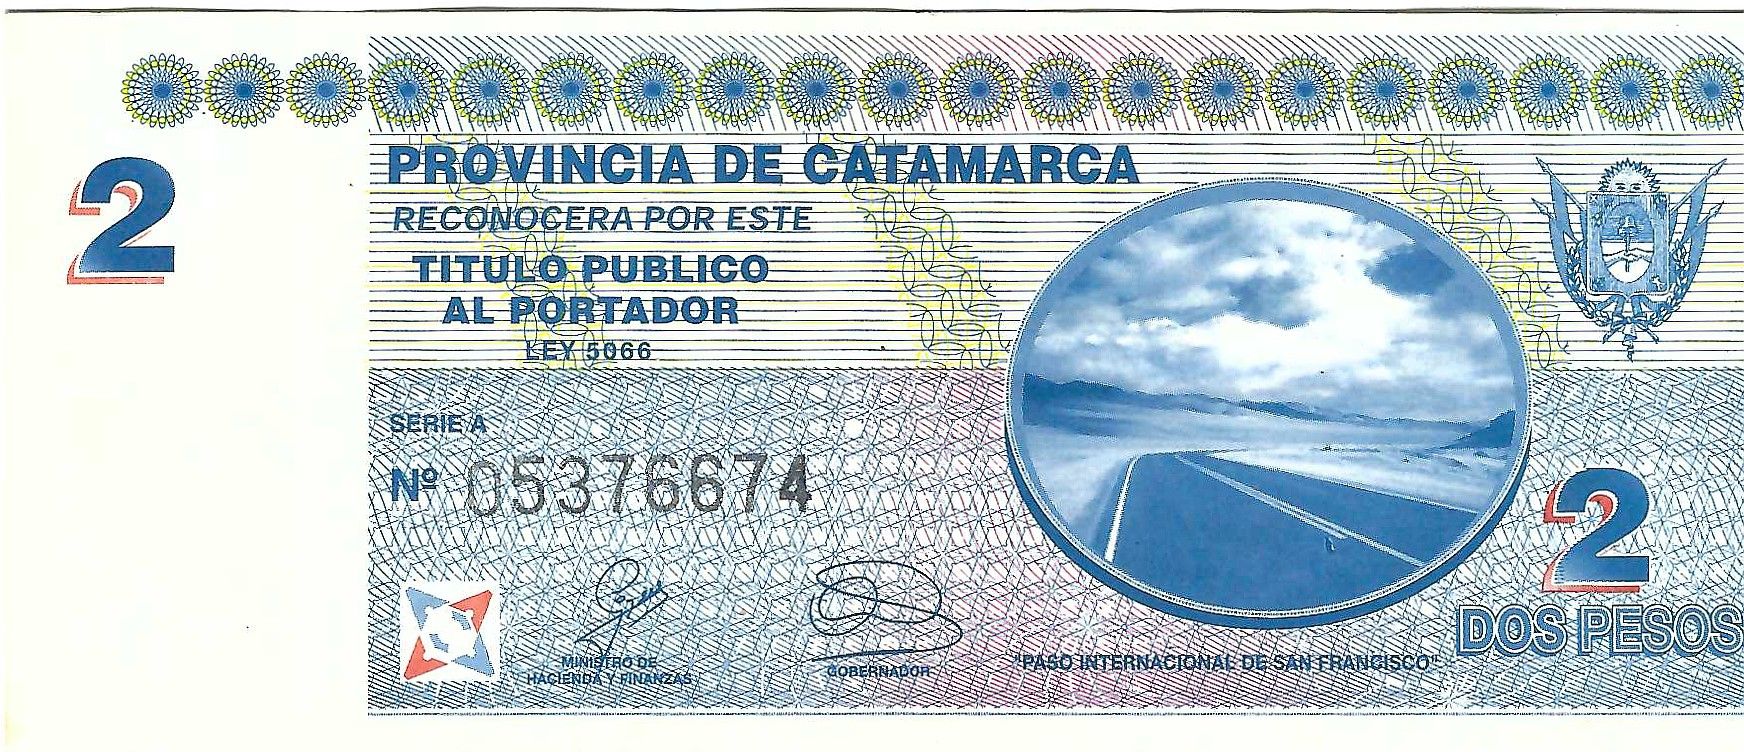 2
PROVINCIA DE CATAMARCA
RECONOCERA POR ESTE
TITULO PUBLICO
AL PORTADOR
LEY 5066
SERIE A
Nº 05376674
2
DOS PESOS
MINISTRO DE
HACIENDA Y FINANZAS
GOBERNADOR
"PASO INTERNACIONAL DE SAN FRANCISCO"